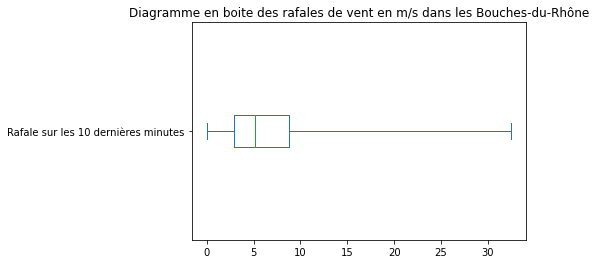 Diagramme en boite des rafales de vent en m/s dans les Bouches-du-Rhône
Rafale sur les 10 dernières minutes
0 5 10 15 20 25 30